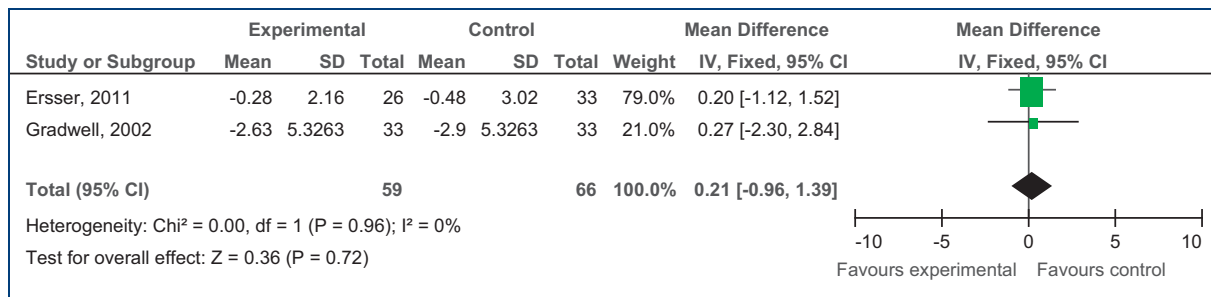 Experimental Control Mean Difference Mean Difference
Study or Subgroup Mean SD Total Mean SD Total Weight IV, Fixed, 95% CI IV, Fixed, 95% CI
Ersser, 2011 -0.28 2.16 26 -0.48 3.02 33 79.0% 0.20 [-1.12, 1.52]
Gradwell, 2002 -2.63 5.3263 33 -2.9 5.3263 33 21.0% 0.27 [-2.30, 2.84]
Total (95% CI) 59 66 100.0% 0.21 [-0.96, 1.39]
Heterogeneity: Chi² = 0.00, df = 1 (P = 0.96); I² = 0%
Test for overall effect: Z = 0.36 (P = 0.72)
-10 -5 0 5 10
Favours experimental Favours control